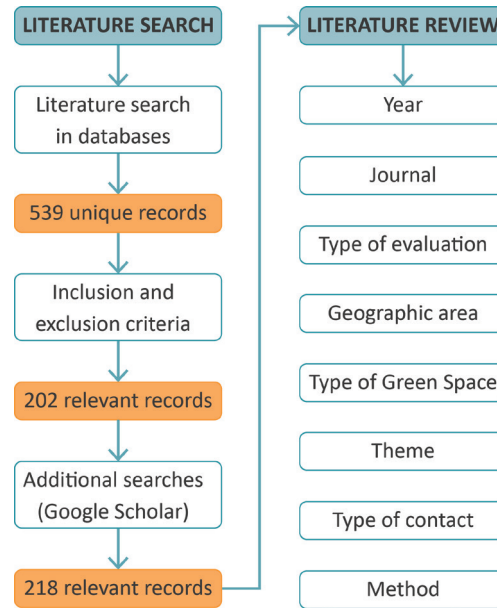 LITERATURE SEARCH
Literature search
in databases
539 unique records
Inclusion and
exclusion criteria
202 relevant records
Additional searches
(Google Scholar)
218 relevant records
LITERATURE REVIEW
Year
Journal
Type of evaluation
Geographic area
Type of Green Space
Theme
Type of contact
Method